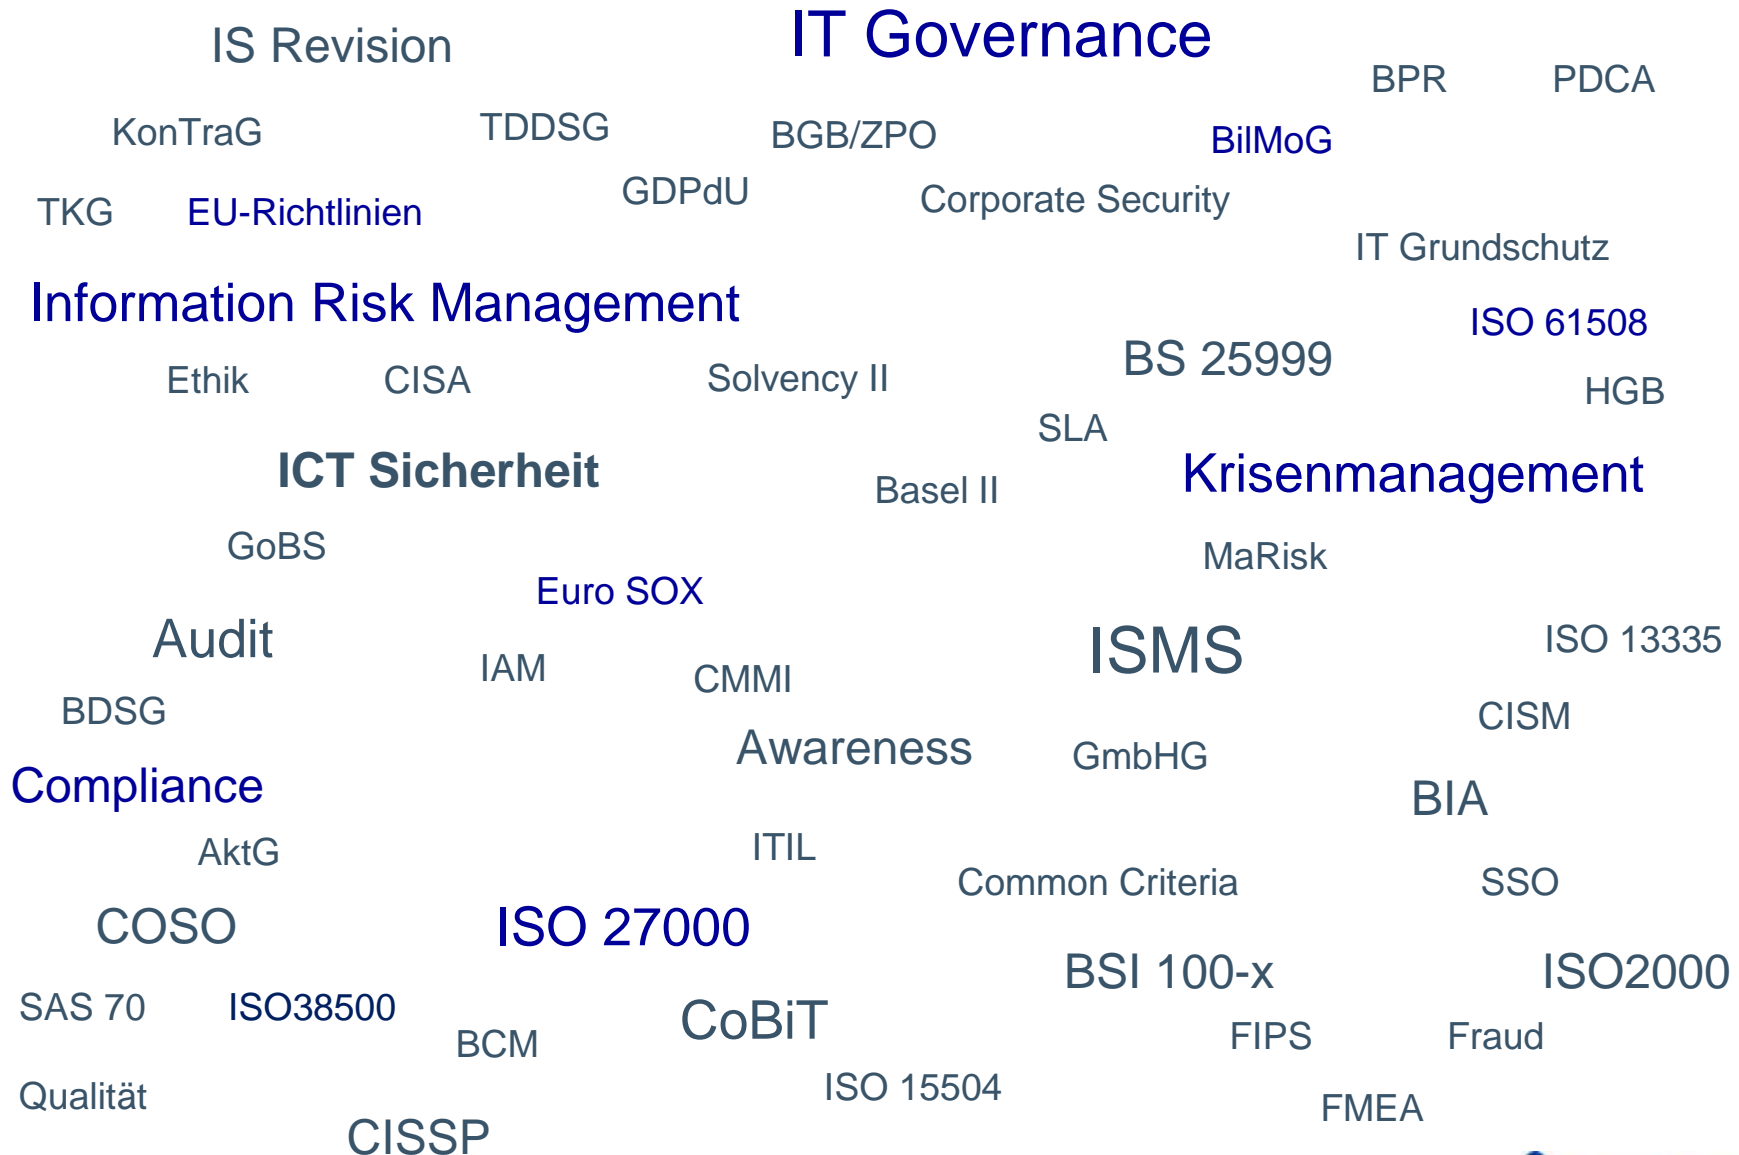 IS Revision
IT Governance
BPR
PDCA
KonTraG
TDDSG
BGB/ZPO
BilMoG
TKG
EU-Richtlinien
GDPdU
Corporate Security
IT Grundschutz
Information Risk Management
ISO 61508
BS 25999
Ethik
CISA
Solvency II
HGB
SLA
ICT Sicherheit
Basel II
Krisenmanagement
GoBS
MaRisk
Euro SOX
Audit
IAM
CMMI
ISMS
ISO 13335
BDSG
CISM
Awareness
GmbHG
Compliance
BIA
AktG
ITIL
Common Criteria
SSO
COSO
ISO 27000
BSI 100-x
ISO2000
SAS 70
ISO38500
BCM
CoBiT
FIPS
Fraud
Qualität
ISO 15504
FMEA
CISSP